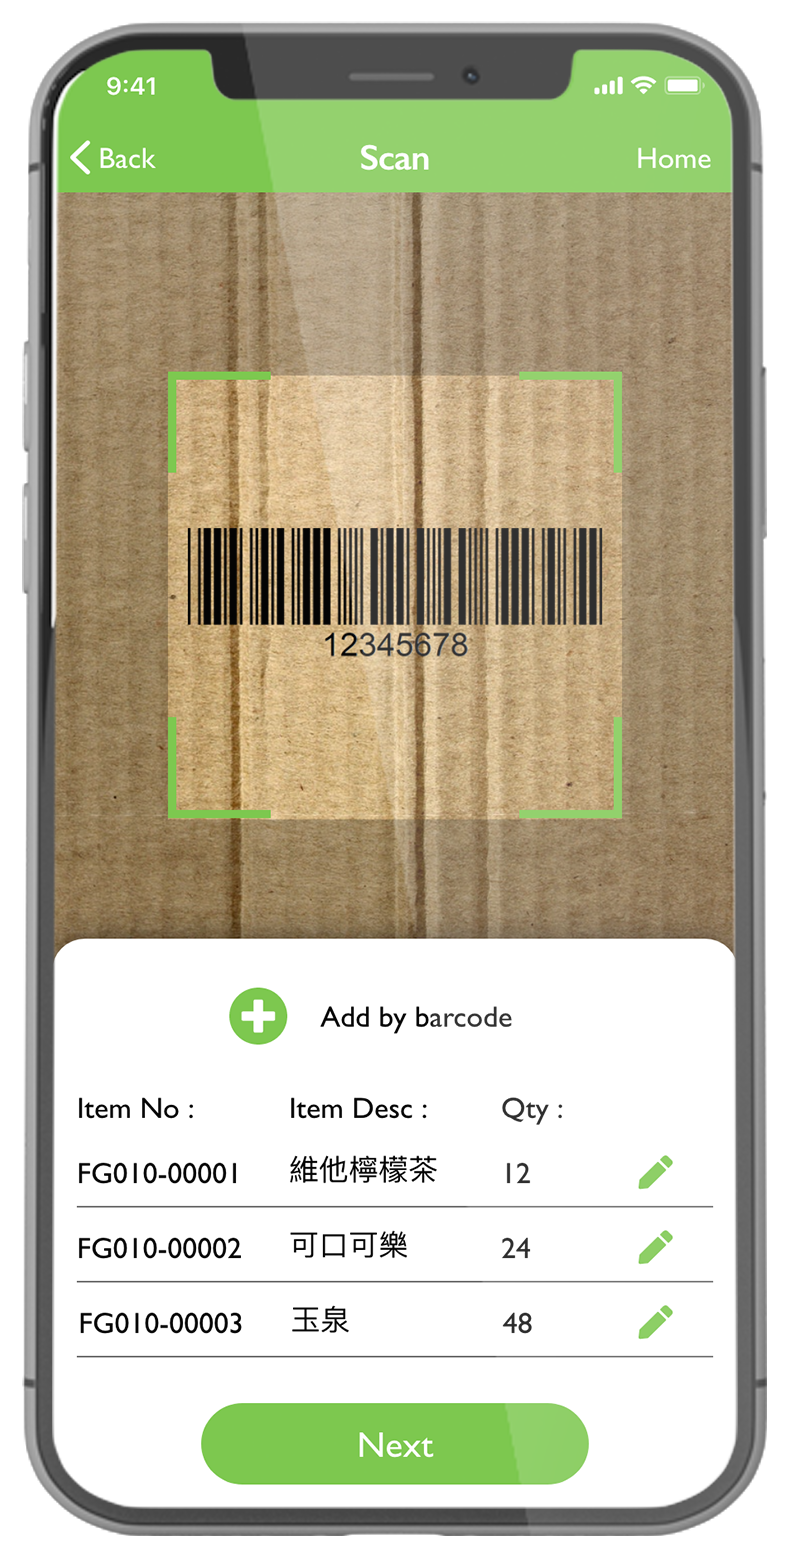 9:41
Back Scan Home
12345678
Add by barcode
Item No : Item Desc : Qty :
FG010-00001 維他檸檬茶 12
FG010-00002 可口可樂 24
FG010-00003 玉泉 48
Next